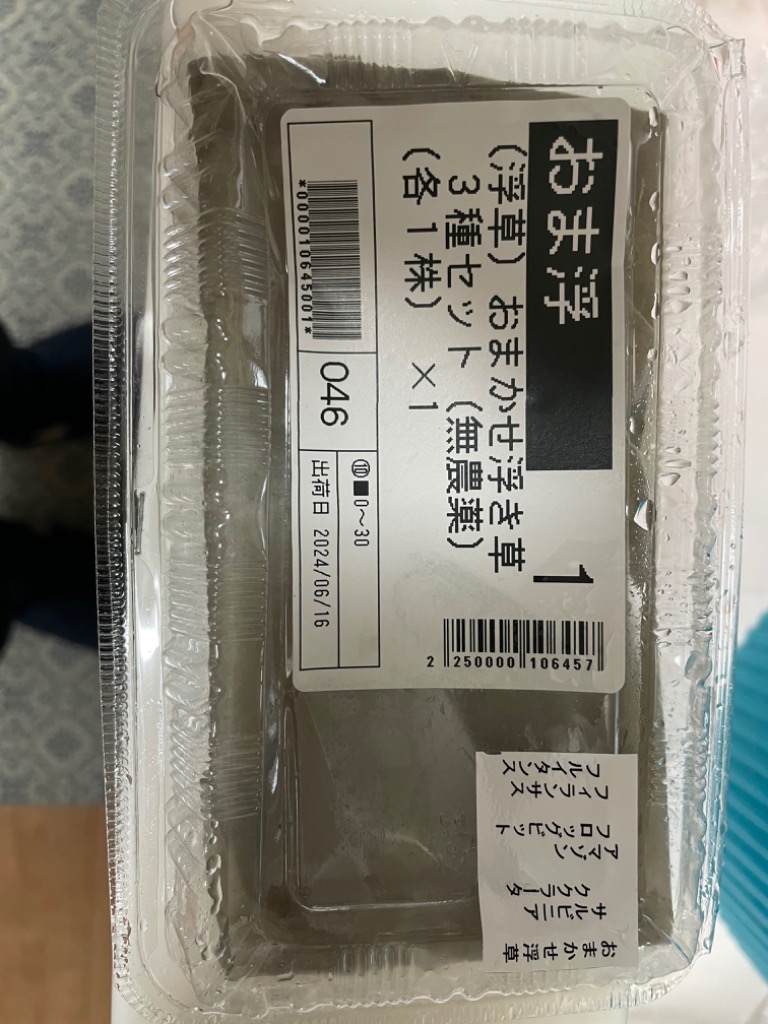 おま浮
1
(浮草) おまかせ浮き草
3種セット (無農薬)
(各1株) ×1
*0000010645001*
046
⑩■0～30
出荷日 2024/06/16
2 250000 106457
おまかせ浮草
サルビニア
ククラータ
アマゾン
フロッグピット
フィランサス
フルイタンス